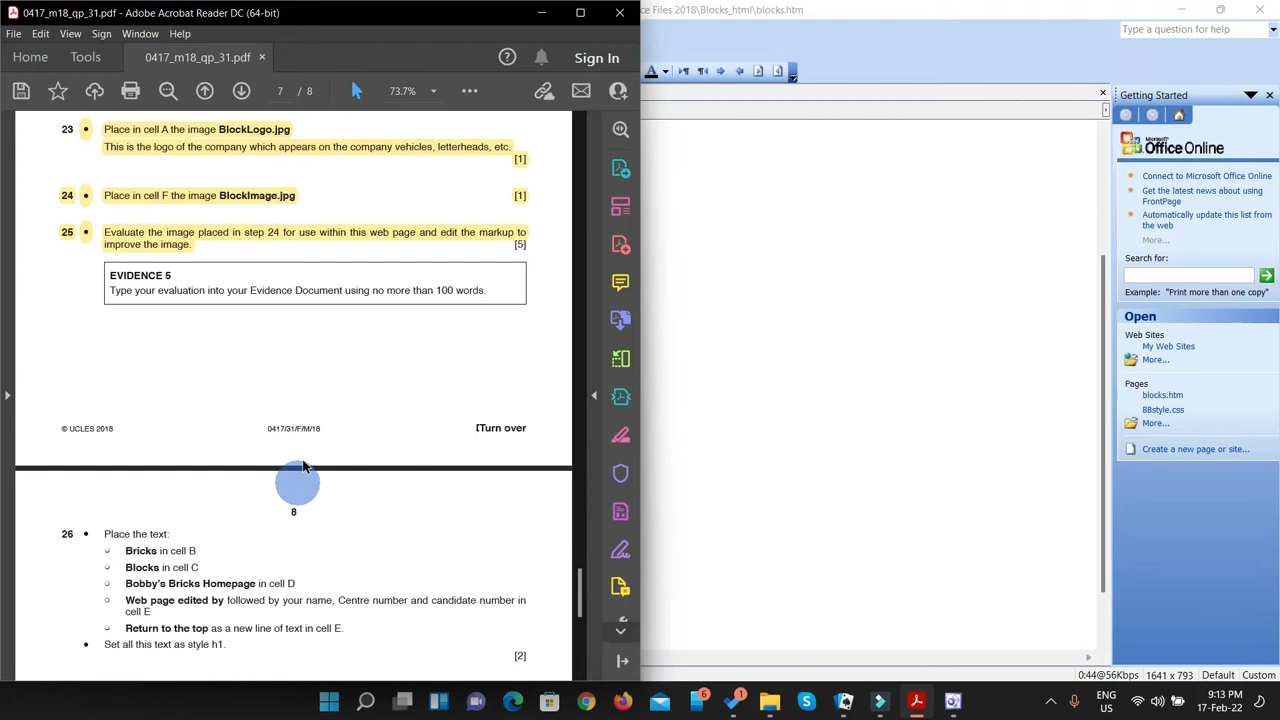 0417_m18_qp_31.pdf - Adobe Acrobat Reader DC (64-bit)
File Edit View Sign Window Help
Home Tools 0417_m18_qp_31.pdf × Sign In
7 / 8 73.7%
23 • Place in cell A the image BlockLogo.jpg
This is the logo of the company which appears on the company vehicles, letterheads, etc.
[1]
24 • Place in cell F the image BlockImage.jpg [1]
25 • Evaluate the image placed in step 24 for use within this web page and edit the markup to
improve the image. [5]
EVIDENCE 5
Type your evaluation into your Evidence Document using no more than 100 words.
© UCLES 2018 0417/31/F/M/18 [Turn over
8
26 • Place the text:
○ Bricks in cell B
○ Blocks in cell C
○ Bobby's Bricks Homepage in cell D
○ Web page edited by followed by your name, Centre number and candidate number in
cell E
○ Return to the top as a new line of text in cell E.
• Set all this text as style h1.
[2]
Files 2018\Blocks_html\blocks.htm
Type a question for help
A
Getting Started
Microsoft
Office Online
• Connect to Microsoft Office Online
• Get the latest news about using
FrontPage
• Automatically update this list from
the web
More...
Search for:
Example: "Print more than one copy"
Open
Web Sites
My Web Sites
More...
Pages
blocks.htm
BBstyle.css
More...
Create a new page or site...
0:44@56Kbps 1641 x 793 Default Custom
6
1
ENG
US
9:13 PM
17-Feb-22